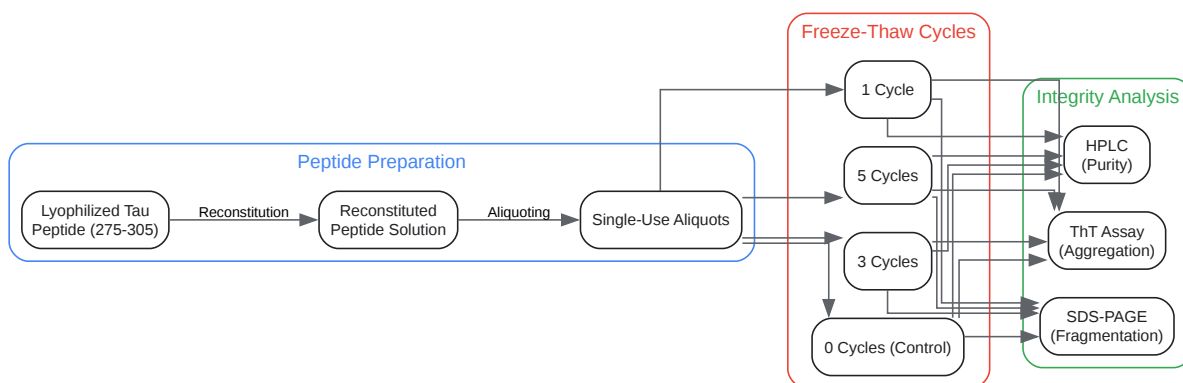 Freeze-Thaw Cycles
1 Cycle
Integrity Analysis
HPLC
(Purity)
Peptide Preparation
5 Cycles
Lyophilized Tau
Peptide (275-305)
Reconstitution
Reconstituted
Peptide Solution
Aliquoting
Single-Use Aliquots
ThT Assay
(Aggregation)
3 Cycles
SDS-PAGE
(Fragmentation)
0 Cycles (Control)